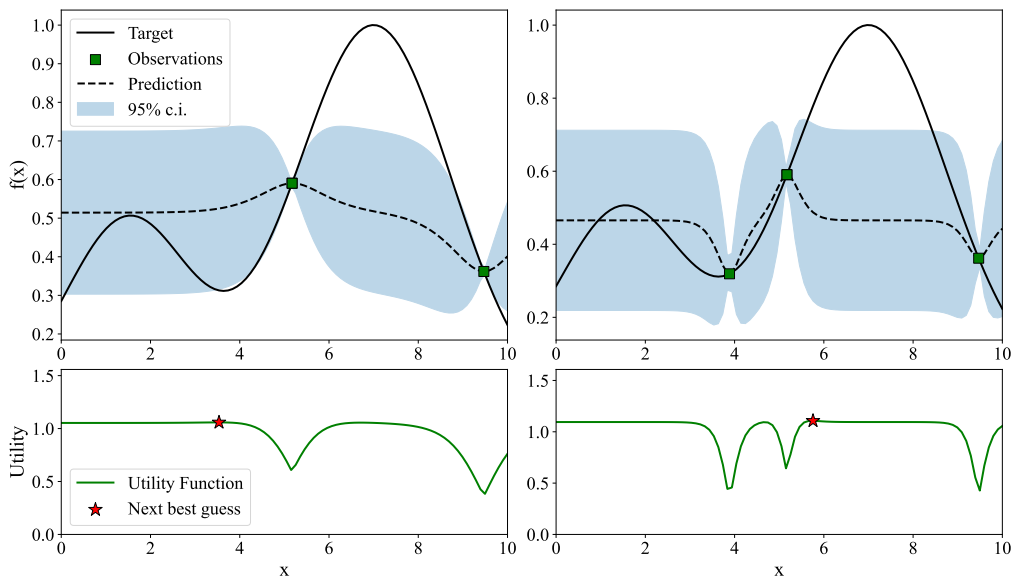 f(x)
1.0
0.9
0.8
0.7
0.6
0.5
0.4
0.3
0.2
Target
Observations
Prediction
95% c.i.
0 2 4 6 8 10
1.0
0.8
0.6
0.4
0.2
0 2 4 6 8 10
Utility
1.5
1.0
0.5
0.0
Utility Function
Next best guess
0 2 4 6 8 10
x
1.5
1.0
0.5
0.0
0 2 4 6 8 10
x